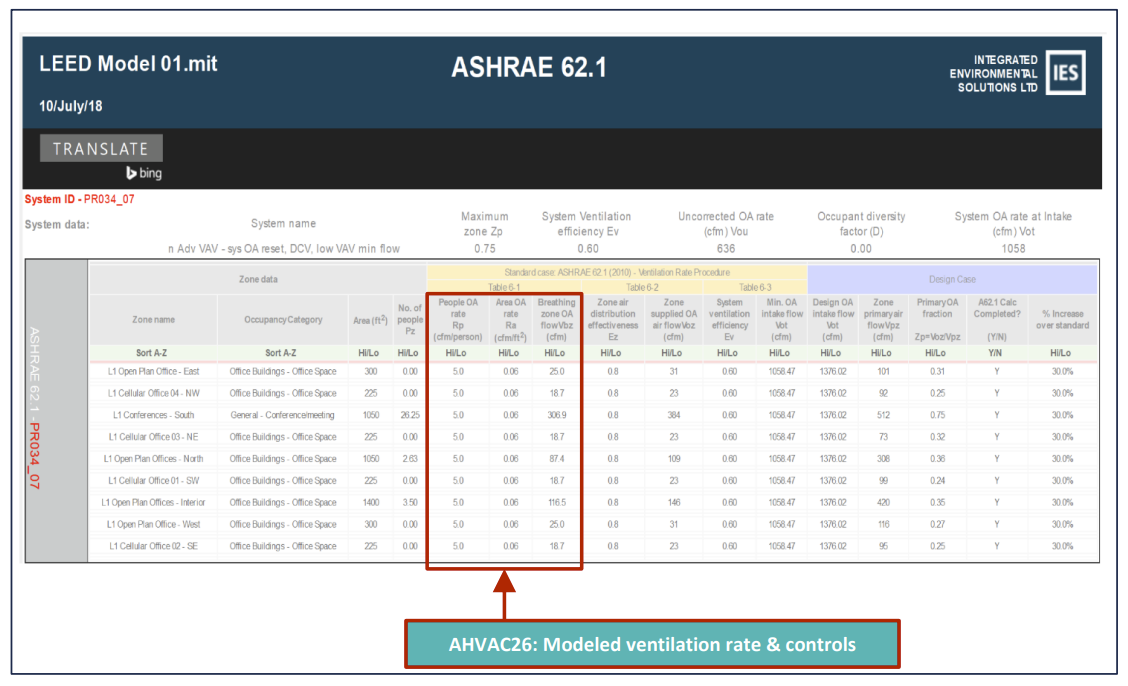 LEED Model 01.mit
ASHRAE 62.1
INTEGRATED
ENVIRONMENTAL
SOLUTIONS LTD
IES
10/July/18
TRANSLATE
bing
System ID - PR034_07
System data:
System name
Maximum
zone Zp
System Ventilation
efficiency Ev
Uncorrected OA rate
(cfm) Vou
Occupant diversity
factor (D)
System OA rate at Intake
(cfm) Vot
n Adv VAV - sys OA reset, DCV, low VAV min flow 0.75 0.60 636 0.00 1058
ASHRAE 62.1 - PR034_07
Zone data
Standard case: ASHRAE 62.1 (2010) - Ventilation Rate Procedure
Design Case
Table 6-1 Table 6-2 Table 6-3
Zone name
Occupancy Category
Area (ft²)
No. of
people
Pz
People OA
rate
Rp
(cfm/person)
Area OA
rate
Ra
(cfm/ft²)
Breathing
zone OA
flow Vbz
(cfm)
Zone air
distribution
effectiveness
Ez
Zone
supplied OA
air flow Voz
(cfm)
System
ventilation
efficiency
Ev
Min. OA
intake flow
Vot
(cfm)
Design OA
intake flow
Vot
(cfm)
Zone
primary air
flow Vpz
(cfm)
Primary OA
fraction
Zp=Voz/Vpz
A62.1 Calc
Completed?
(Y/N)
% Increase
over standard
Sort A-Z Sort A-Z Hi/Lo Hi/Lo Hi/Lo Hi/Lo Hi/Lo Hi/Lo Hi/Lo Hi/Lo Hi/Lo Hi/Lo Hi/Lo Hi/Lo Y/N Hi/Lo
L1 Open Plan Office - East Office Buildings - Office Space 300 0.00 5.0 0.06 25.0 0.8 31 0.60 1058.47 1376.02 101 0.31 Y 30.0%
L1 Cellular Office 04 - NW Office Buildings - Office Space 225 0.00 5.0 0.06 18.7 0.8 23 0.60 1058.47 1376.02 92 0.25 Y 30.0%
L1 Conferences - South General - Conference/meeting 1050 26.25 5.0 0.06 306.9 0.8 384 0.60 1058.47 1376.02 512 0.75 Y 30.0%
L1 Cellular Office 03 - NE Office Buildings - Office Space 225 0.00 5.0 0.06 18.7 0.8 23 0.60 1058.47 1376.02 73 0.32 Y 30.0%
L1 Open Plan Offices - North Office Buildings - Office Space 1050 2.63 5.0 0.06 87.4 0.8 109 0.60 1058.47 1376.02 308 0.36 Y 30.0%
L1 Cellular Office 01 - SW Office Buildings - Office Space 225 0.00 5.0 0.06 18.7 0.8 23 0.60 1058.47 1376.02 99 0.24 Y 30.0%
L1 Open Plan Offices - Interior Office Buildings - Office Space 1400 3.50 5.0 0.06 116.5 0.8 146 0.60 1058.47 1376.02 420 0.35 Y 30.0%
L1 Open Plan Office - West Office Buildings - Office Space 300 0.00 5.0 0.06 25.0 0.8 31 0.60 1058.47 1376.02 116 0.27 Y 30.0%
L1 Cellular Office 02 - SE Office Buildings - Office Space 225 0.00 5.0 0.06 18.7 0.8 23 0.60 1058.47 1376.02 95 0.25 Y 30.0%
AHVAC26: Modeled ventilation rate & controls